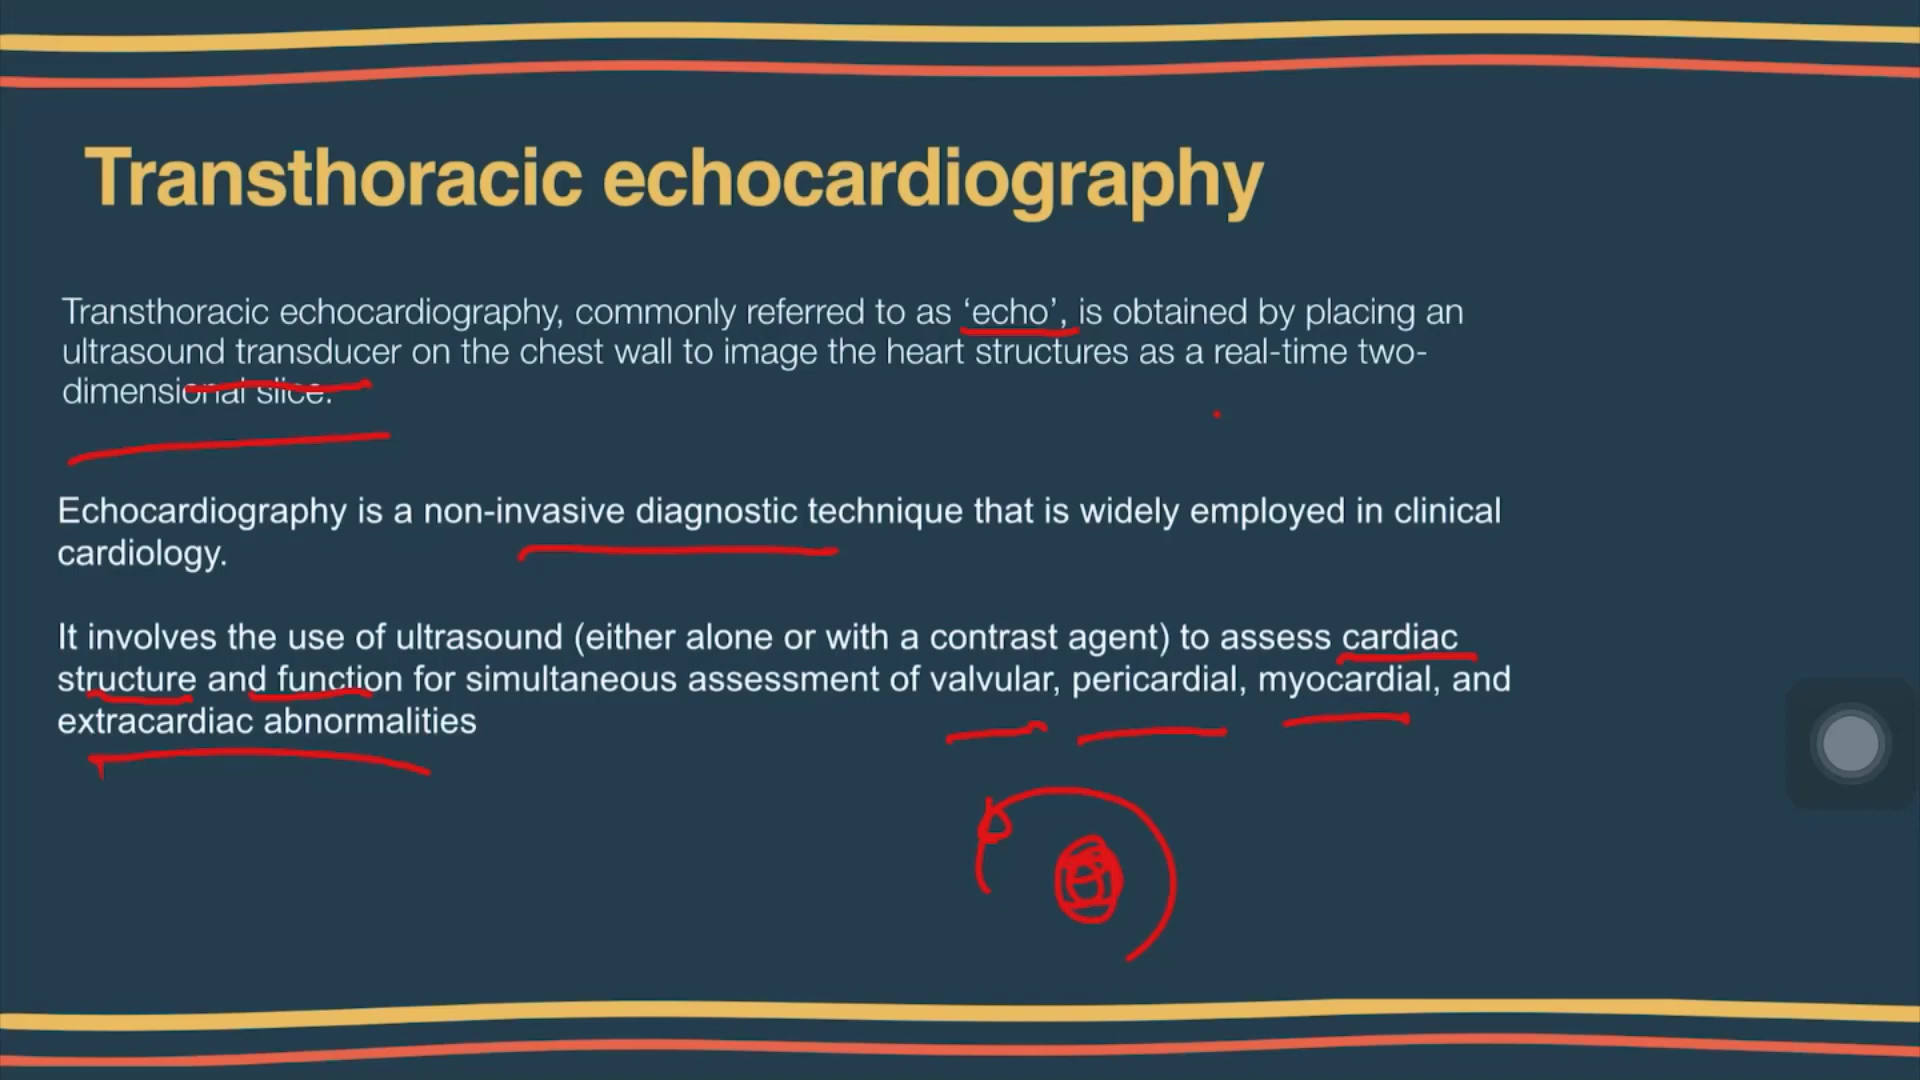 Transthoracic echocardiography
Transthoracic echocardiography, commonly referred to as ‘echo’, is obtained by placing an
ultrasound transducer on the chest wall to image the heart structures as a real-time two-
dimensional slice.
Echocardiography is a non-invasive diagnostic technique that is widely employed in clinical
cardiology.
It involves the use of ultrasound (either alone or with a contrast agent) to assess cardiac
structure and function for simultaneous assessment of valvular, pericardial, myocardial, and
extracardiac abnormalities